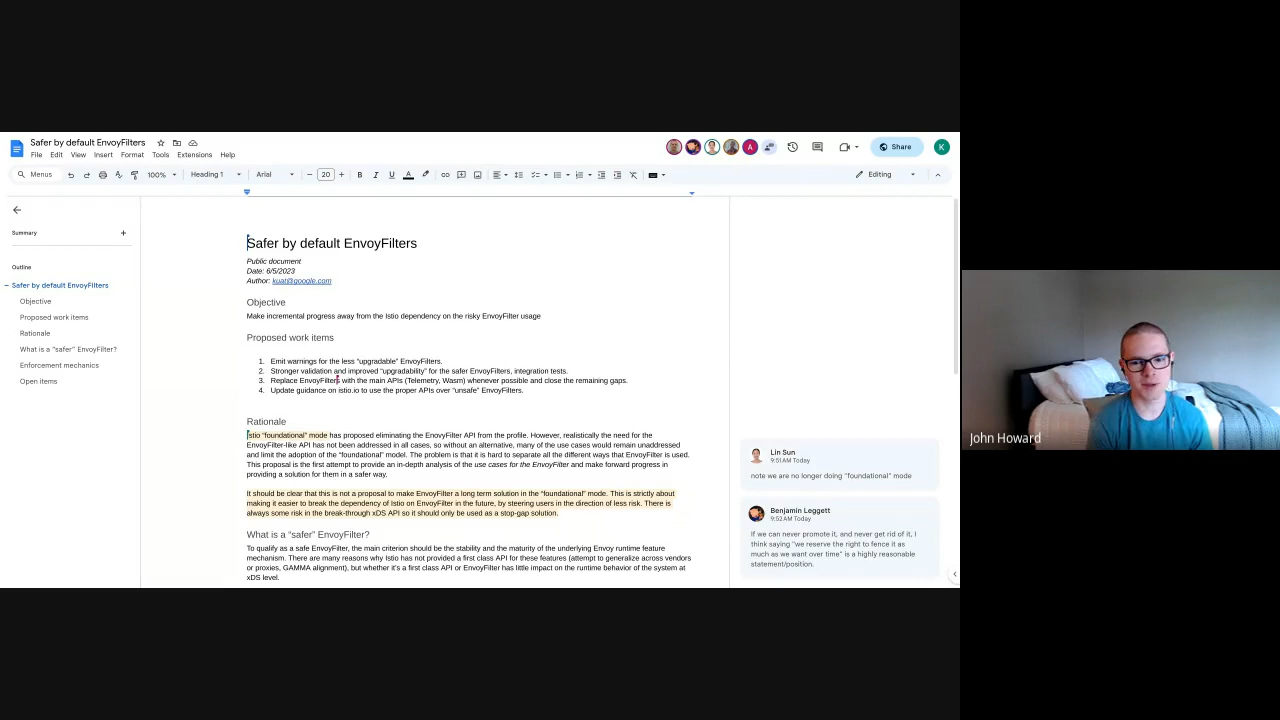 Safer by default EnvoyFilters
File Edit View Insert Format Tools Extensions Help
A
Share
K
Menus
100%
Heading 1
Arial
20
B I U A
Editing
Summary
Outline
Safer by default EnvoyFilters
Objective
Proposed work items
Rationale
What is a “safer” EnvoyFilter?
Enforcement mechanics
Open items
Safer by default EnvoyFilters
Public document
Date: 6/5/2023
Author: kuat@google.com
Objective
Make incremental progress away from the Istio dependency on the risky EnvoyFilter usage
Proposed work items
1. Emit warnings for the less “upgradable” EnvoyFilters.
2. Stronger validation and improved “upgradability” for the safer EnvoyFilters, integration tests.
3. Replace EnvoyFilters with the main APIs (Telemetry, Wasm) whenever possible and close the remaining gaps.
4. Update guidance on istio.io to use the proper APIs over “unsafe” EnvoyFilters.
Rationale
Istio “foundational” mode has proposed eliminating the EnovyFilter API from the profile. However, realistically the need for the
EnvoyFilter-like API has not been addressed in all cases, so without an alternative, many of the use cases would remain unaddressed
and limit the adoption of the “foundational” model. The problem is that it is hard to separate all the different ways that EnvoyFilter is used.
This proposal is the first attempt to provide an in-depth analysis of the use cases for the EnvoyFilter and make forward progress in
providing a solution for them in a safer way.
It should be clear that this is not a proposal to make EnvoyFilter a long term solution in the “foundational” mode. This is strictly about
making it easier to break the dependency of Istio on EnvoyFilter in the future, by steering users in the direction of less risk. There is
always some risk in the break-through xDS API so it should only be used as a stop-gap solution.
What is a “safer” EnvoyFilter?
To qualify as a safe EnvoyFilter, the main criterion should be the stability and the maturity of the underlying Envoy runtime feature
mechanism. There are many reasons why Istio has not provided a first class API for these features (attempt to generalize across vendors
or proxies, GAMMA alignment), but whether it's a first class API or EnvoyFilter has little impact on the runtime behavior of the system at
xDS level.
Lin Sun
9:51 AM Today
note we are no longer doing "foundational" mode
Benjamin Leggett
9:52 AM Today
If we can never promote it, and never get rid of it, I
think saying "we reserve the right to fence it as
much as we want over time" is a highly reasonable
statement/position.
John Howard